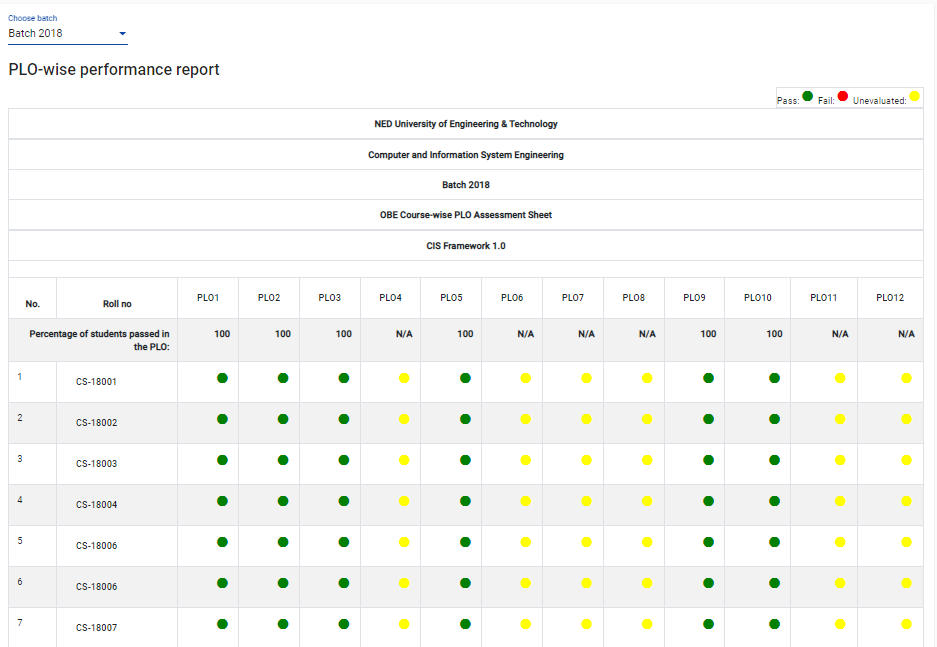 Choose batch
Batch 2018
PLO-wise performance report
Pass: Fail: Unevaluated:
NED University of Engineering & Technology
Computer and Information System Engineering
Batch 2018
OBE Course-wise PLO Assessment Sheet
CIS Framework 1.0
No. Roll no PLO1 PLO2 PLO3 PLO4 PLO5 PLO6 PLO7 PLO8 PLO9 PLO10 PLO11 PLO12
Percentage of students passed in
the PLO:
100 100 100 N/A 100 N/A N/A N/A 100 100 N/A N/A
1 CS-18001
2 CS-18002
3 CS-18003
4 CS-18004
5 CS-18006
6 CS-18006
7 CS-18007